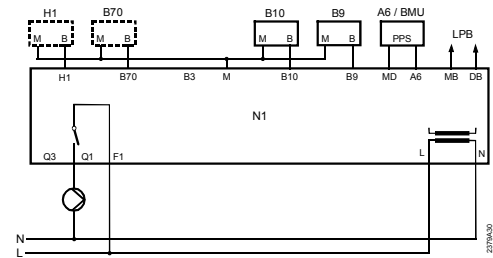 H1 B70 B10 B9 A6 / BMU
LPB
M B M B M B M B PPS
H1 B70 B3 M B10 B9 MD A6 MB DB
N1
Q3 Q1 F1 L N
N
L
2379A30